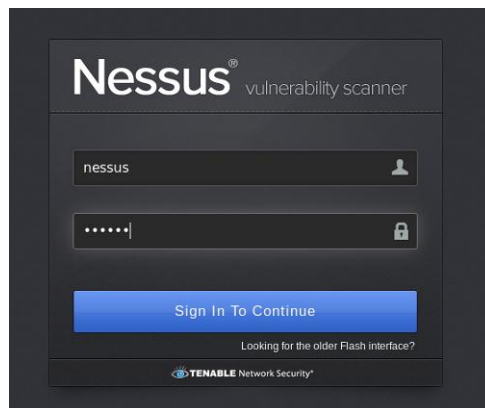 Nessus® vulnerability scanner
nessus
••••••
Sign In To Continue
Looking for the older Flash interface?
TENABLE Network Security®